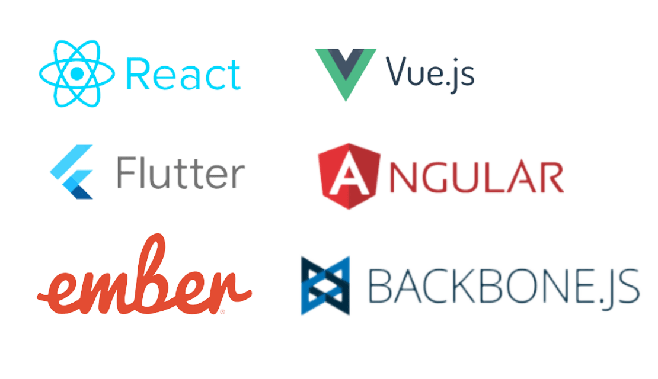 React
Vue.js
Flutter
ANGULAR
ember
BACKBONE.JS